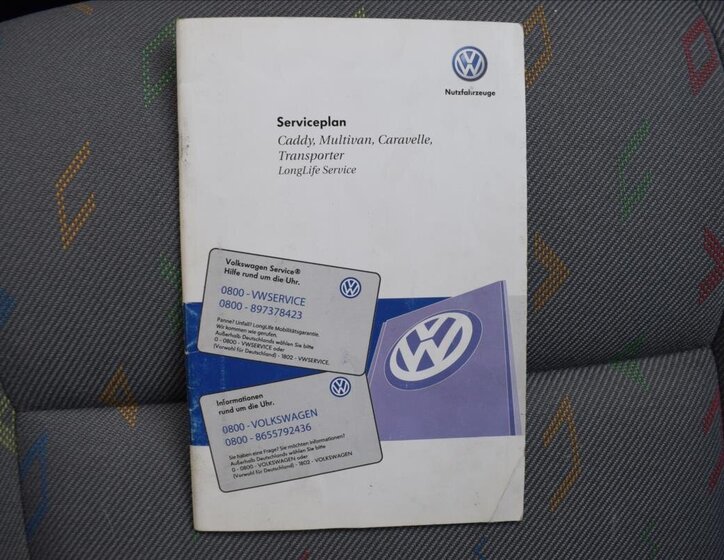 Nutzfahrzeuge
Serviceplan
Caddy, Multivan, Caravelle,
Transporter
LongLife Service
Volkswagen Service®
Hilfe rund um die Uhr.
0800 - VWSERVICE
0800 - 897378423
Panne? Unfall? LongLife Mobilitätsgarantie.
Wir kommen wie gerufen.
Außerhalb Deutschlands wählen Sie bitte
0 - 0800 - VWSERVICE oder
(Vorwahl für Deutschland) - 1802 - VWSERVICE.
Informationen
rund um die Uhr.
0800 - VOLKSWAGEN
0800 - 8655792436
Sie haben eine Frage? Sie möchten Informationen?
Außerhalb Deutschlands wählen Sie bitte
0 - 0800 - VOLKSWAGEN oder
(Vorwahl für Deutschland) - 1802 - VOLKSWAGEN